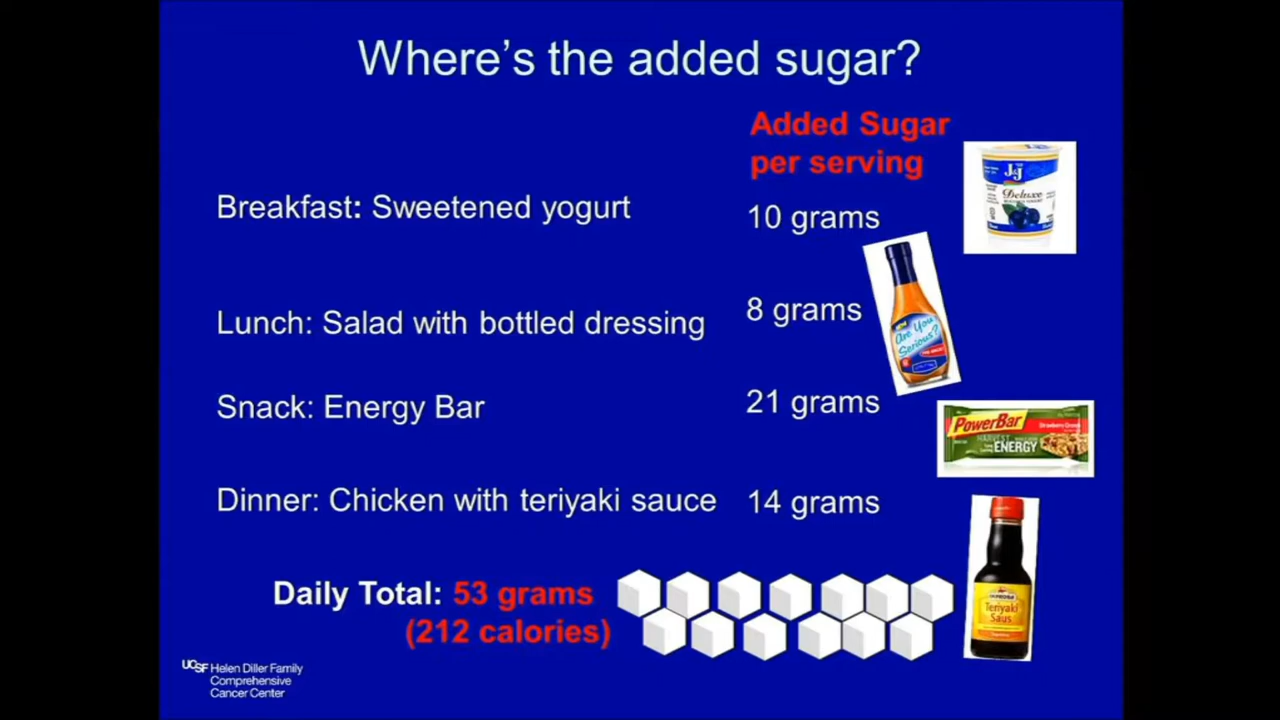 Where's the added sugar?
Added Sugar
per serving
Breakfast: Sweetened yogurt
10 grams
J&J
Deluxe
Lunch: Salad with bottled dressing
8 grams
Are You
Serious?
Snack: Energy Bar
21 grams
PowerBar
HARVEST
ENERGY
Dinner: Chicken with teriyaki sauce
14 grams
Teriyaki
Saus
Daily Total: 53 grams
(212 calories)
UCSF Helen Diller Family
Comprehensive
Cancer Center